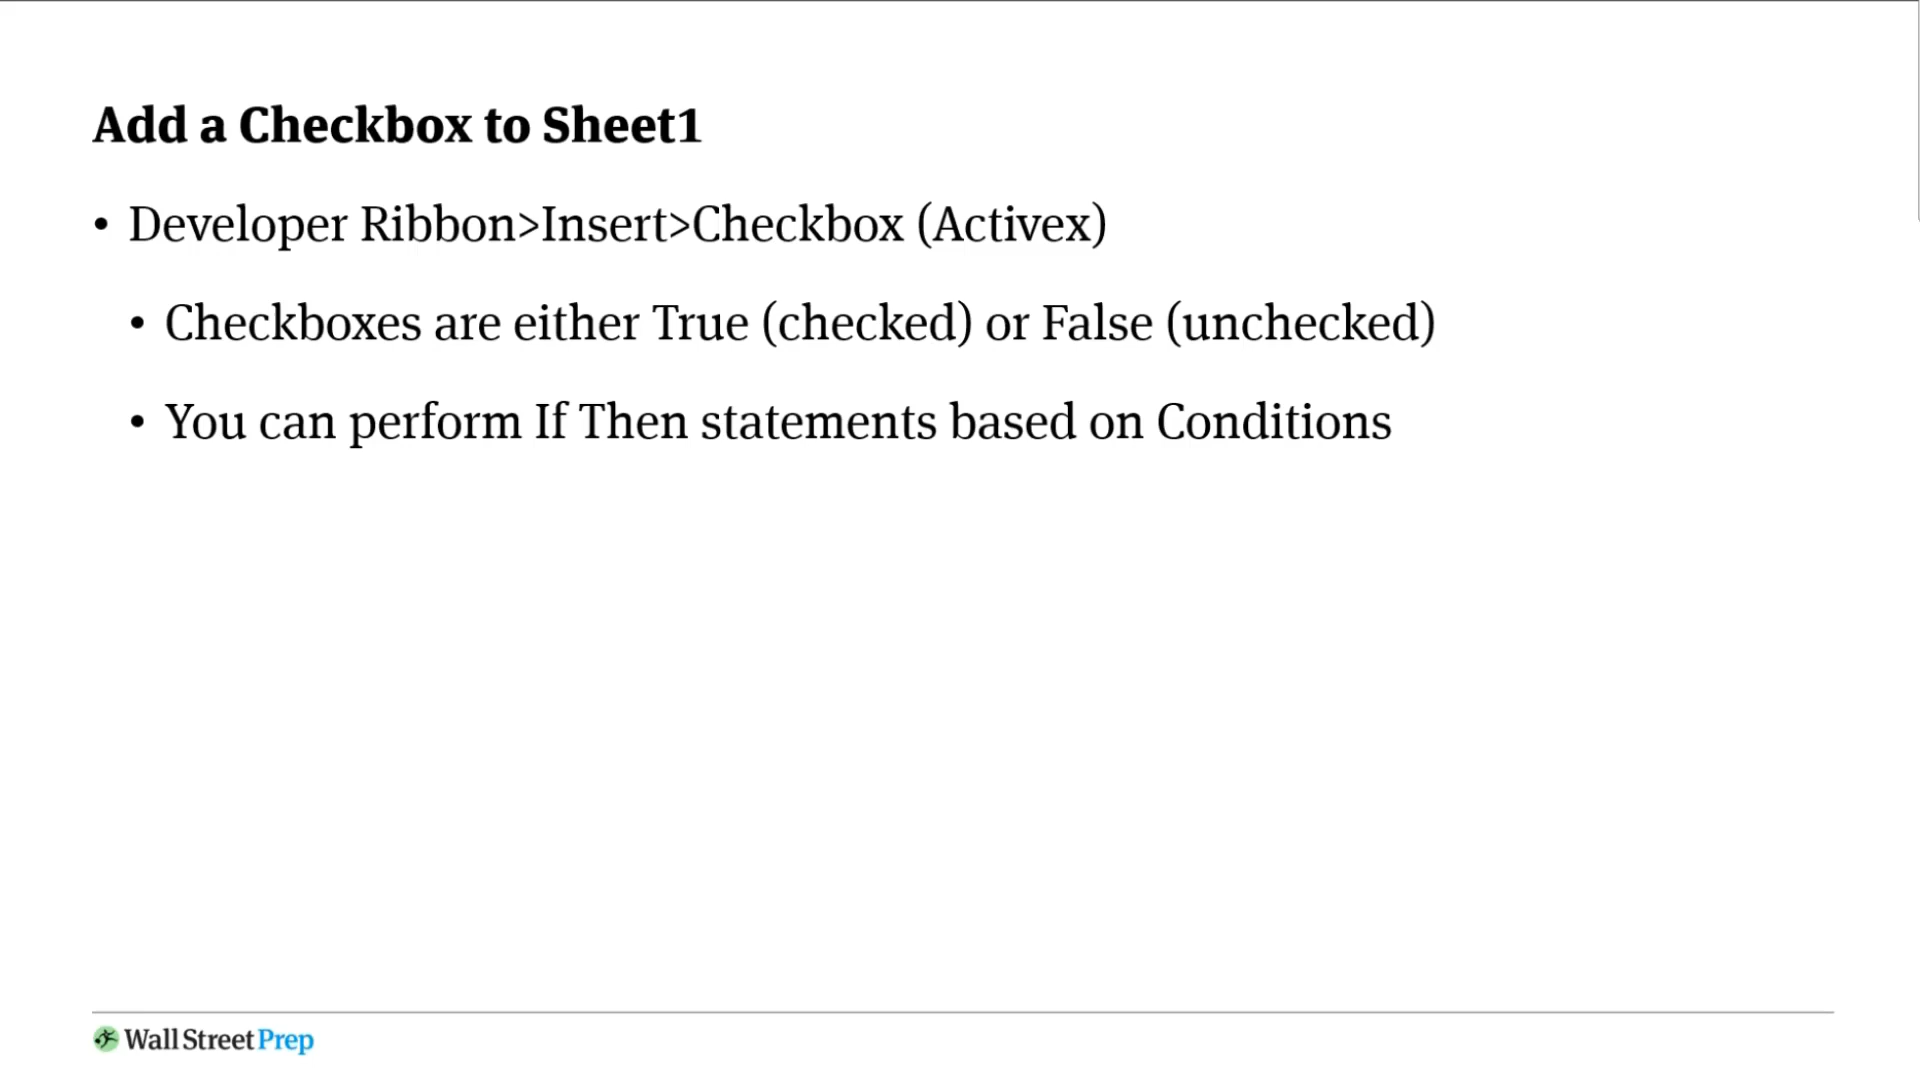 Add a Checkbox to Sheet1
• Developer Ribbon>Insert>Checkbox (Activex)
• Checkboxes are either True (checked) or False (unchecked)
• You can perform If Then statements based on Conditions
Wall Street Prep